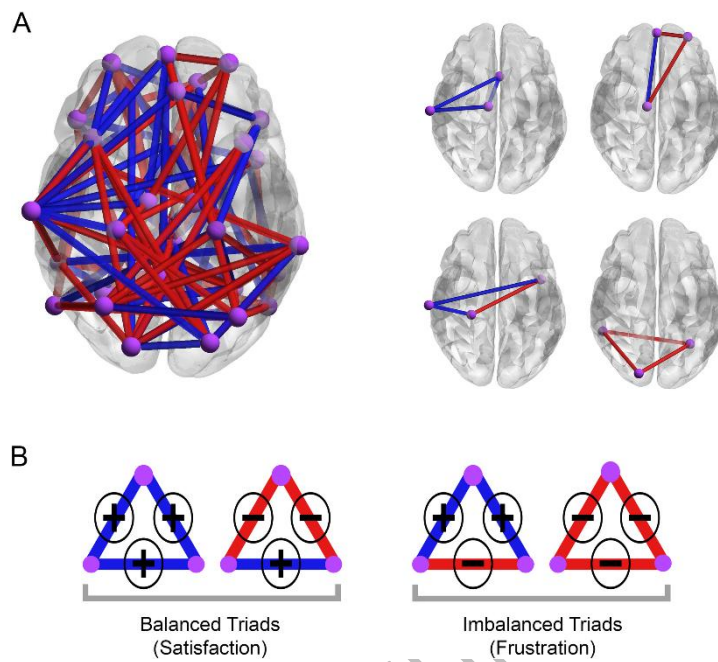 A
B
+ + - - + + - -
+ + - -
Balanced Triads Imbalanced Triads
(Satisfaction) (Frustration)